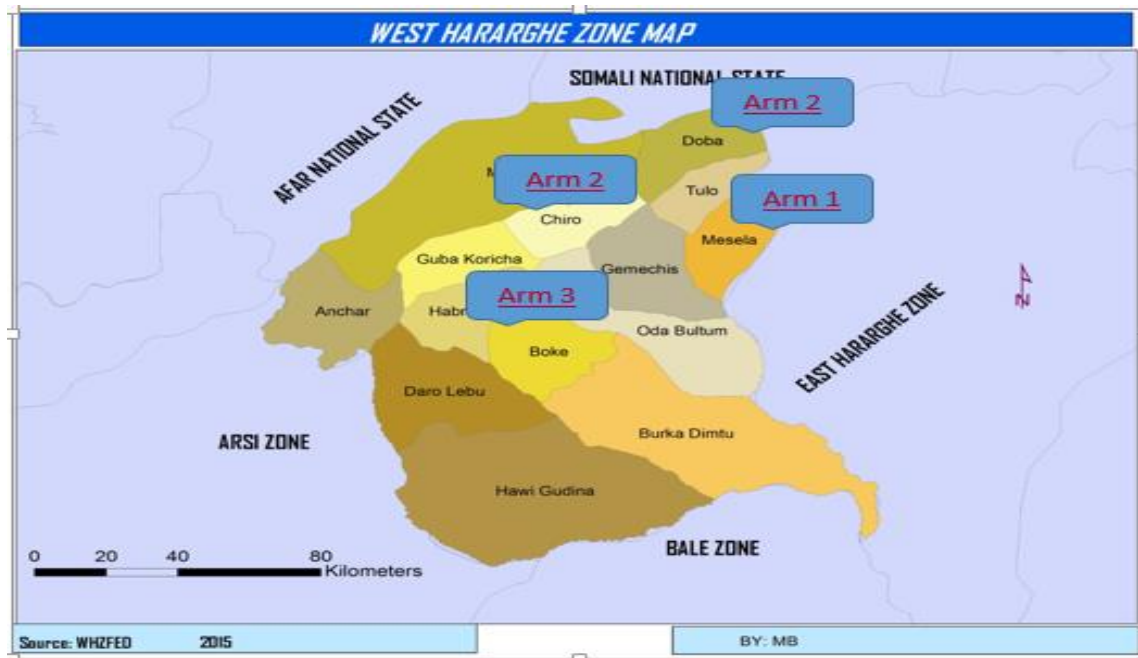 WEST HARARGHE ZONE MAP
SOMALI NATIONAL STATE
Arm 2
AFAR NATIONAL STATE
Doba
Arm 2
Tulo
Arm 1
Chiro
Mesela
Guba Koricha
Gemechis
Arm 3
Anchar
Oda Bultum
Boke
EAST HARARGHE ZONE
Daro Lebu
ARSI ZONE
Burka Dimtu
Hawi Gudina
BALE ZONE
0 20 40 80
Kilometers
Source: WHZFED 2015
BY: MB